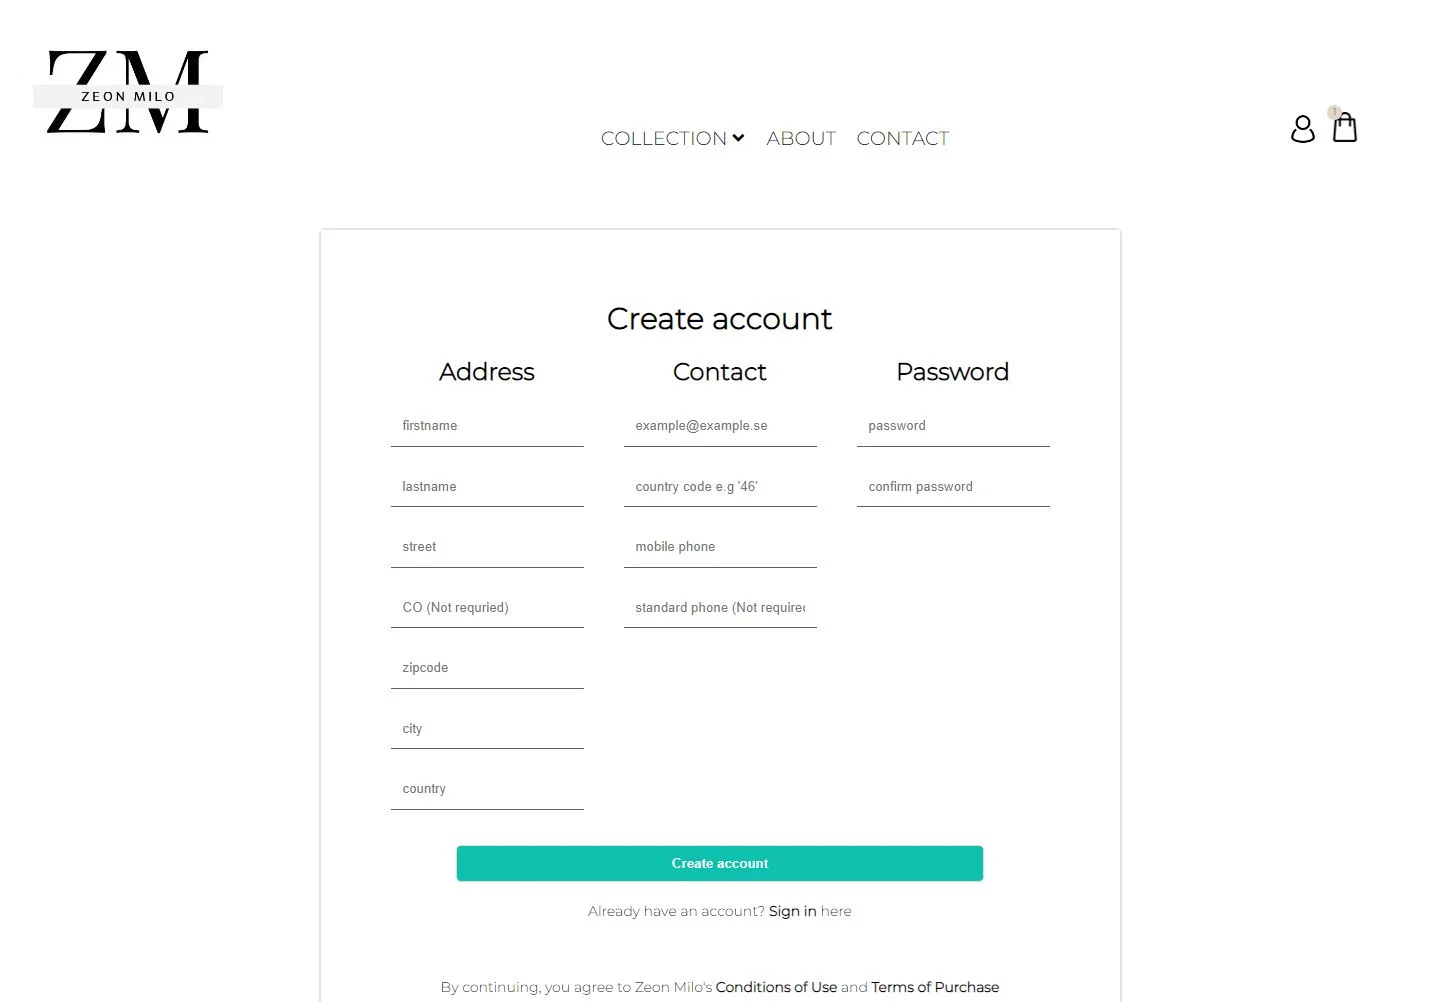 ZM
ZEON MILO
COLLECTION ABOUT CONTACT
1
Create account
Address
Contact
Password
firstname
example@example.se
password
lastname
country code e.g '46'
confirm password
street
mobile phone
CO (Not requried)
standard phone (Not required
zipcode
city
country
Create account
Already have an account? Sign in here
By continuing, you agree to Zeon Milo's Conditions of Use and Terms of Purchase